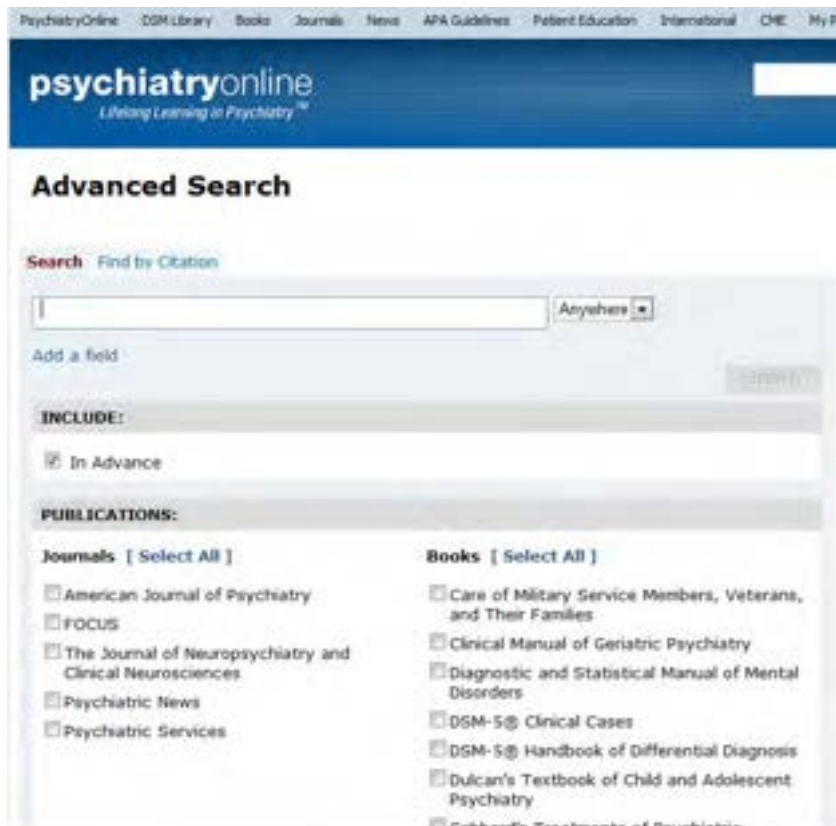 PsychiatryOnline DSM Library Books Journals News APA Guidelines Patient Education International CME My
psychiatryonline
Lifelong Learning in Psychiatry™
Advanced Search
Search Find by Citation
Anywhere
Add a field
INCLUDE:
In Advance
PUBLICATIONS:
Journals [ Select All ]
American Journal of Psychiatry
FOCUS
The Journal of Neuropsychiatry and
Clinical Neurosciences
Psychiatric News
Psychiatric Services
Books [ Select All ]
Care of Military Service Members, Veterans,
and Their Families
Clinical Manual of Geriatric Psychiatry
Diagnostic and Statistical Manual of Mental
Disorders
DSM-5® Clinical Cases
DSM-5® Handbook of Differential Diagnosis
Dulcan's Textbook of Child and Adolescent
Psychiatry